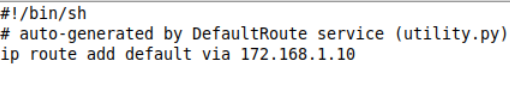 #!/bin/sh
# auto-generated by DefaultRoute service (utility.py)
ip route add default via 172.168.1.10